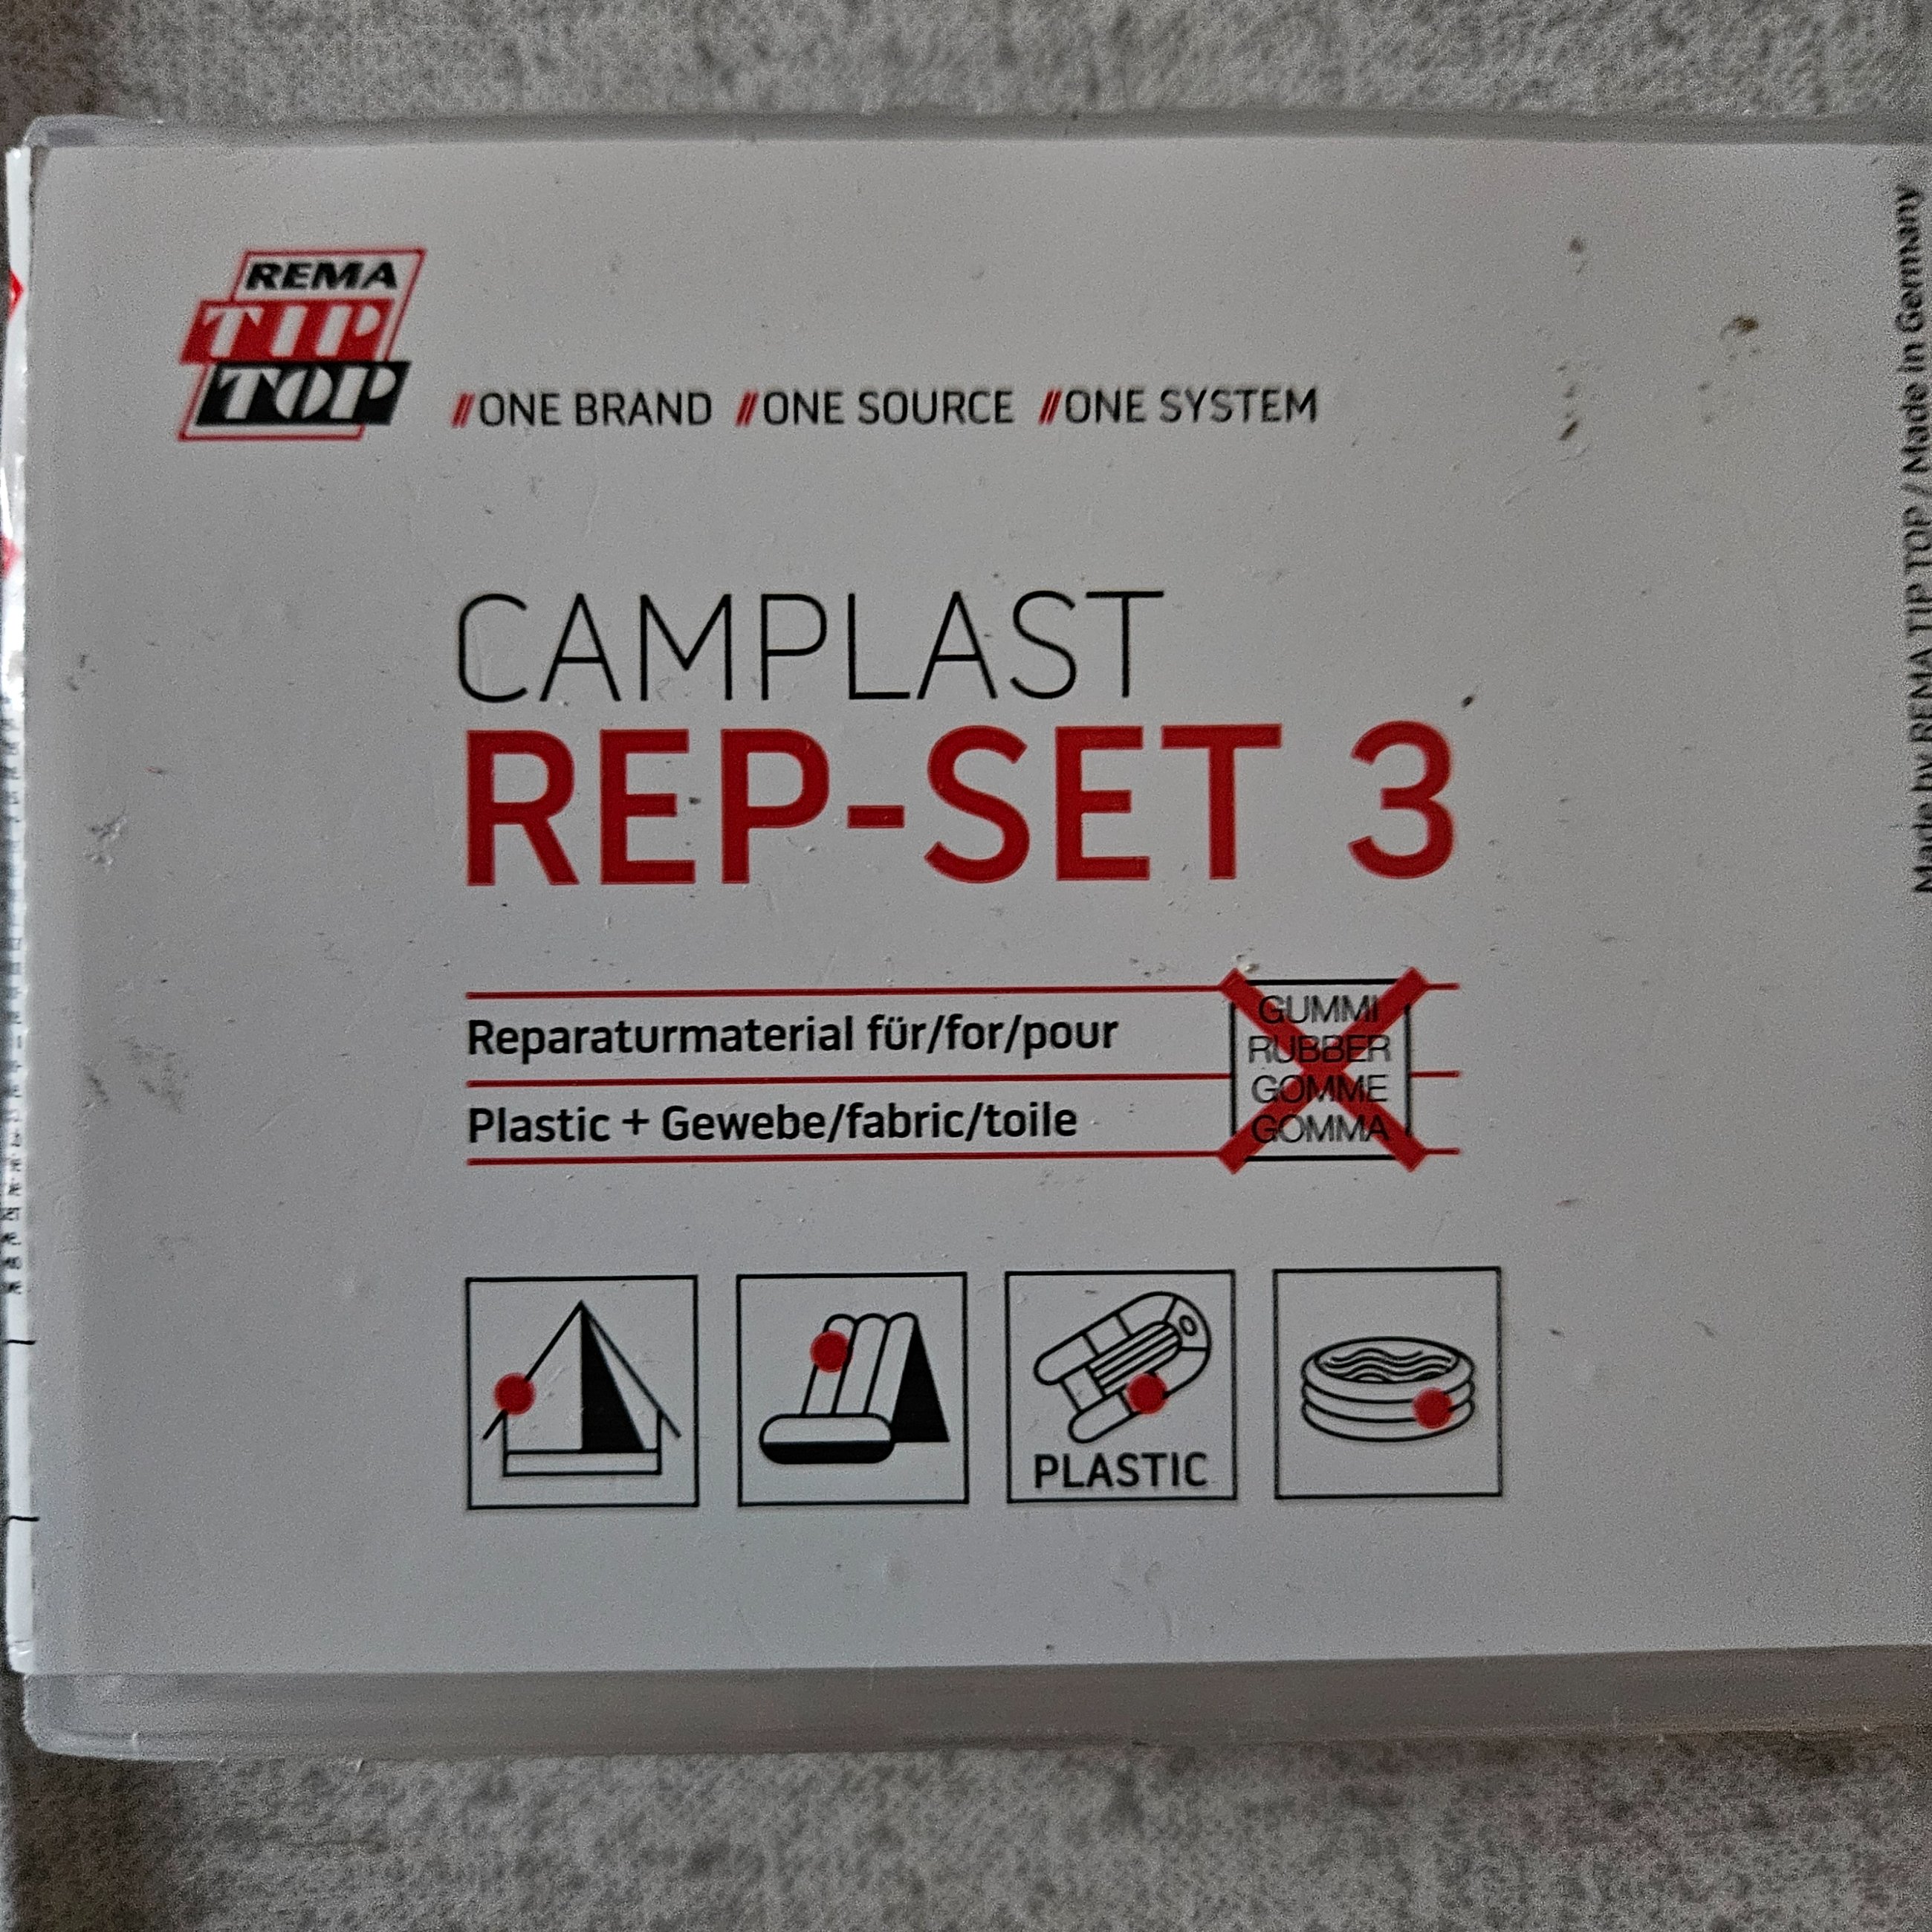 REMA
TIP
TOP
//ONE BRAND //ONE SOURCE //ONE SYSTEM
CAMPLAST
REP-SET 3
Reparaturmaterial für/for/pour
Plastic + Gewebe/fabric/toile
GUMMI
RUBBER
GOMME
GOMMA
PLASTIC
Made by REMA TIP TOP / Made in Germany